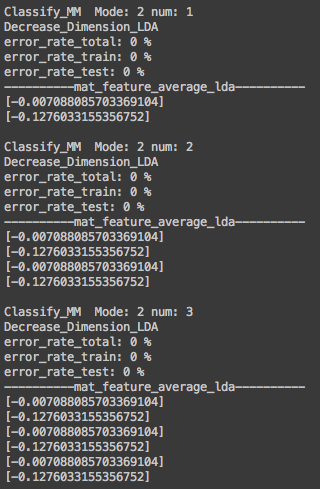 Classify_MM  Mode: 2 num: 1
Decrease_Dimension_LDA
error_rate_total: 0 %
error_rate_train: 0 %
error_rate_test: 0 %
——————————mat_feature_average_lda——————————
[-0.007088085703369104]
[-0.1276033155356752]

Classify_MM  Mode: 2 num: 2
Decrease_Dimension_LDA
error_rate_total: 0 %
error_rate_train: 0 %
error_rate_test: 0 %
——————————mat_feature_average_lda——————————
[-0.007088085703369104]
[-0.1276033155356752]
[-0.007088085703369104]
[-0.1276033155356752]

Classify_MM  Mode: 2 num: 3
Decrease_Dimension_LDA
error_rate_total: 0 %
error_rate_train: 0 %
error_rate_test: 0 %
——————————mat_feature_average_lda——————————
[-0.007088085703369104]
[-0.1276033155356752]
[-0.007088085703369104]
[-0.1276033155356752]
[-0.007088085703369104]
[-0.1276033155356752]